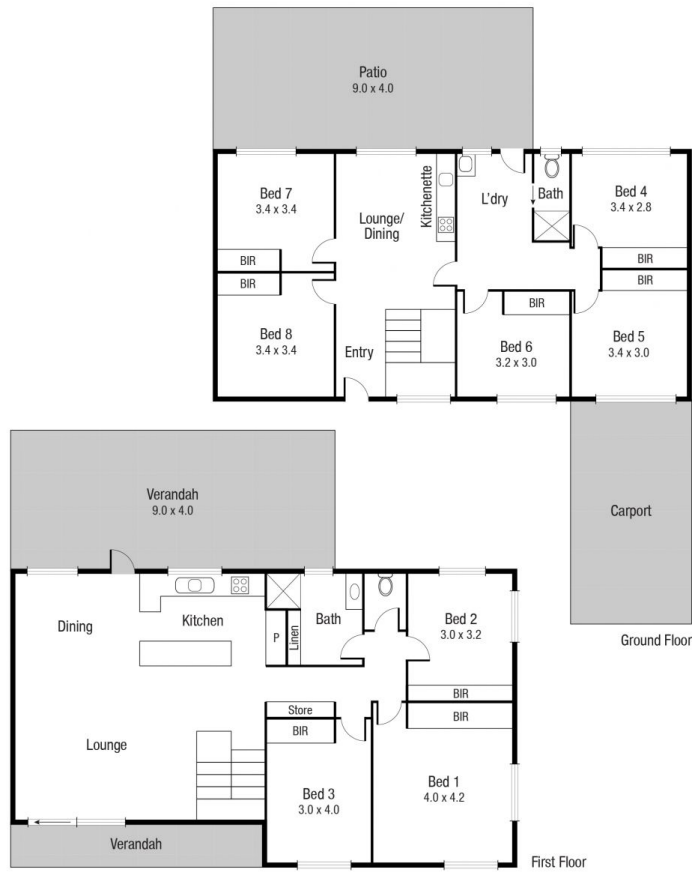 Patio
9.0 x 4.0
Bed 7
3.4 x 3.4
BIR
BIR
Bed 8
3.4 x 3.4
Lounge/
Dining
Kitchenette
Entry
L'dry
Bath
Bed 4
3.4 x 2.8
BIR
BIR
Bed 5
3.4 x 3.0
BIR
Bed 6
3.2 x 3.0
Carport
Ground Floor
Verandah
9.0 x 4.0
Dining
Kitchen
P
Linen
Bath
Bed 2
3.0 x 3.2
BIR
BIR
Store
BIR
Lounge
Bed 3
3.0 x 4.0
Bed 1
4.0 x 4.2
Verandah
First Floor